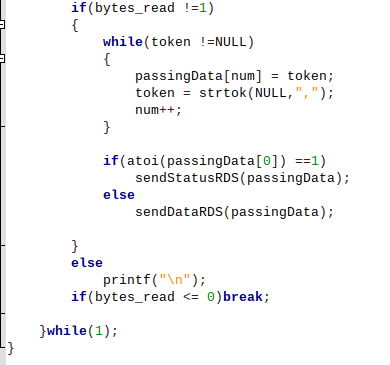 if(bytes_read !=1)
{
while(token !=NULL)
{
passingData[num] = token;
token = strtok(NULL,",");
num++;
}
if(atoi(passingData[0]) ==1)
sendStatusRDS(passingData);
else
sendDataRDS(passingData);
}
else
printf("\n");
if(bytes_read <= 0)break;
}while(1);
}